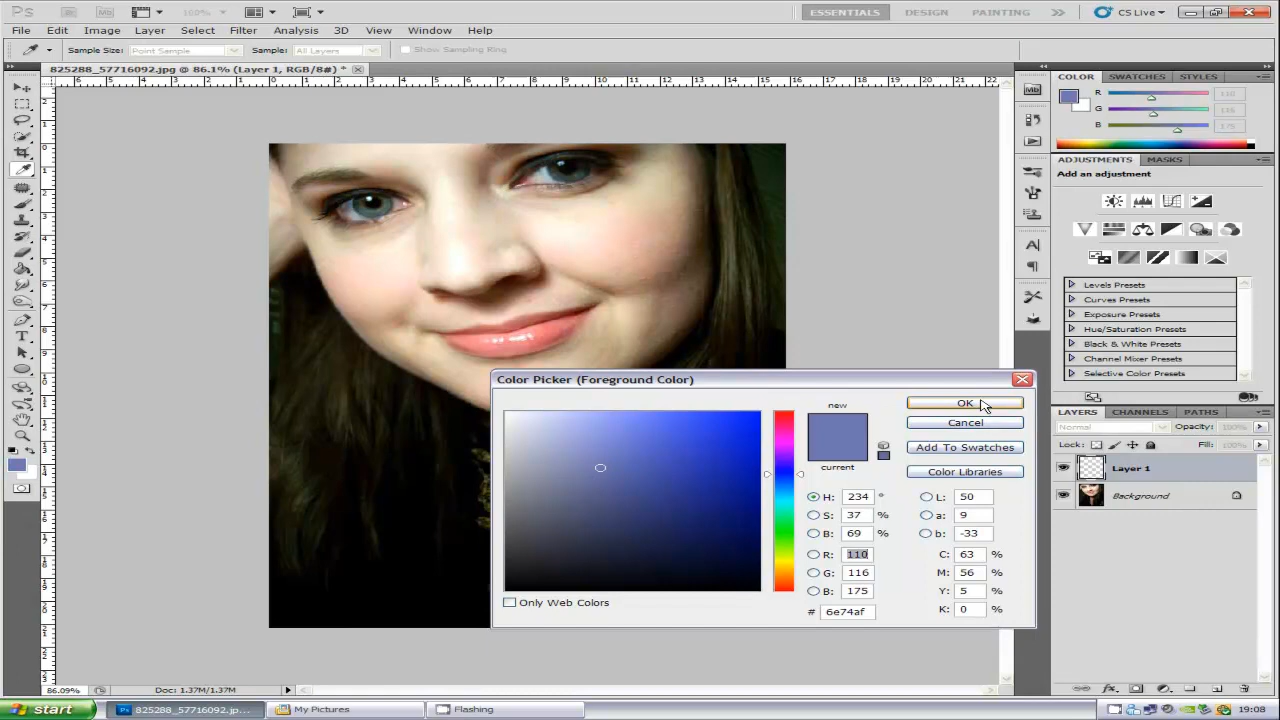 Ps Br Mb 100% ESSENTIALS DESIGN PAINTING >> CS Live
File Edit Image Layer Select Filter Analysis 3D View Window Help
Sample Size: Point Sample Sample: All Layers Show Sampling Ring
825288_57716092.jpg @ 86.1% (Layer 1, RGB/8#) *
COLOR SWATCHES STYLES
R 110
G 116
B 175
ADJUSTMENTS MASKS
Add an adjustment
Levels Presets
Curves Presets
Exposure Presets
Hue/Saturation Presets
Black & White Presets
Channel Mixer Presets
Selective Color Presets
LAYERS CHANNELS PATHS
Normal Opacity: 100%
Lock: Fill: 100%
Layer 1
Background
Color Picker (Foreground Color)
new
current
OK
Cancel
Add To Swatches
Color Libraries
H: 234 °
S: 37 %
B: 69 %
R: 110
G: 116
B: 175
# 6e74af
L: 50
a: 9
b: -33
C: 63 %
M: 56 %
Y: 5 %
K: 0 %
Only Web Colors
86.09% Doc: 1.37M/1.37M
start 825288_57716092.jp... My Pictures Flashing 19:08